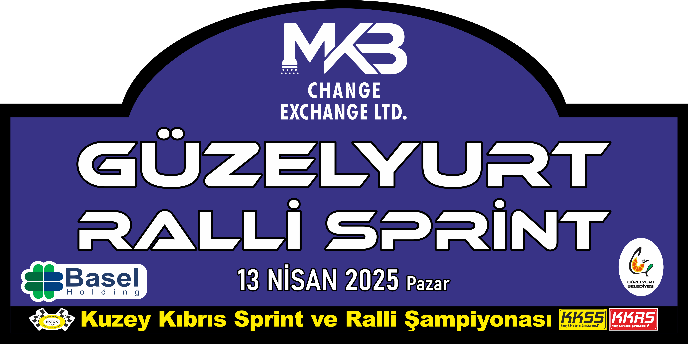 MKB
CHANGE
EXCHANGE LTD.
GÜZELYURT
RALLİ SPRİNT
Basel
Holding
13 NİSAN 2025 Pazar
Kuzey Kıbrıs Sprint ve Ralli Şampiyonası
KKSS
KKRS